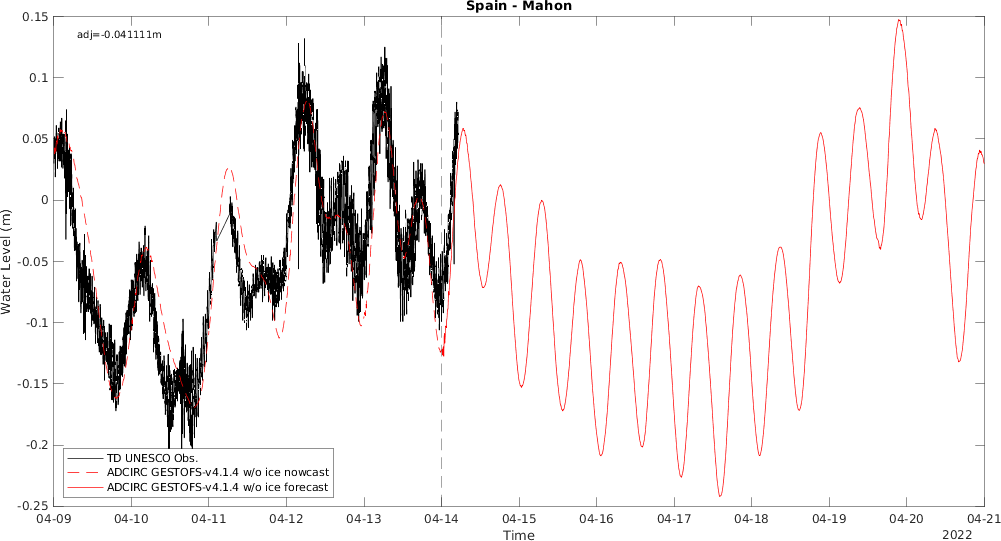 Spain - Mahon
adj=-0.041111m
0.15
0.1
0.05
0
-0.05
-0.1
-0.15
-0.2
-0.25
Water Level (m)
TD UNESCO Obs.
ADCIRC GESTOFS-v4.1.4 w/o ice nowcast
ADCIRC GESTOFS-v4.1.4 w/o ice forecast
04-09 04-10 04-11 04-12 04-13 04-14 04-15 04-16 04-17 04-18 04-19 04-20 04-21
Time
2022